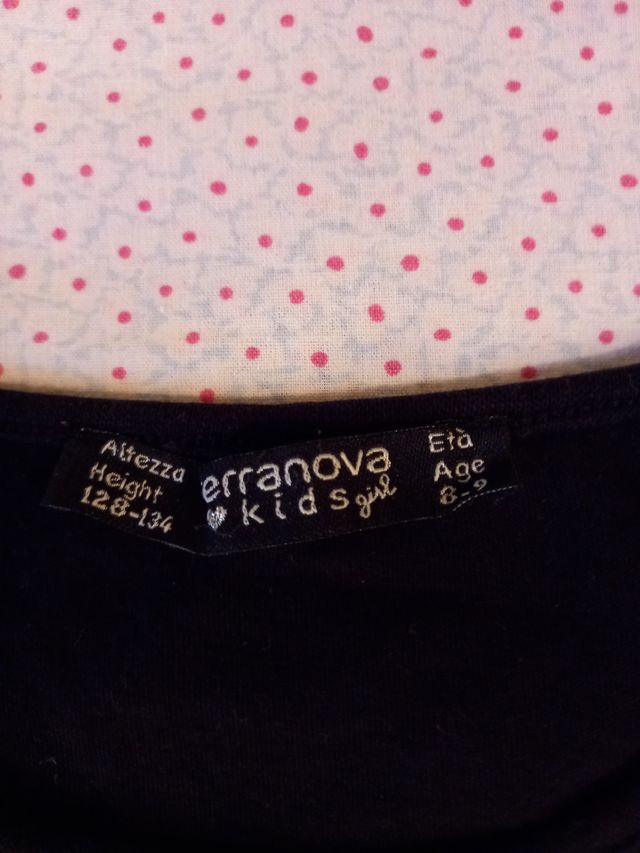 Altezza
Height
128-134
erranova
kids girl
Età
Age
8-9